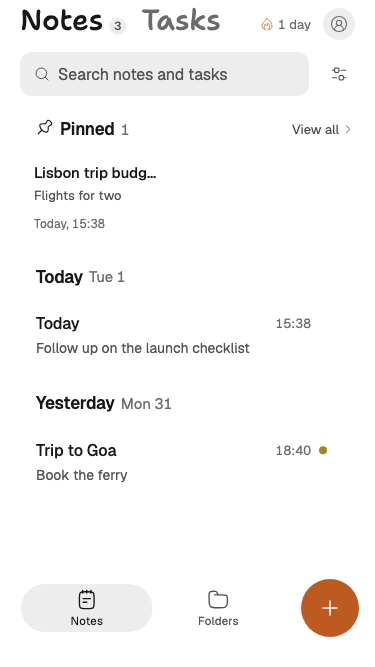 Notes 3 Tasks 1 day
Search notes and tasks
Pinned 1 View all
Lisbon trip budg...
Flights for two
Today, 15:38
Today Tue 1
Today 15:38
Follow up on the launch checklist
Yesterday Mon 31
Trip to Goa 18:40
Book the ferry
Notes Folders